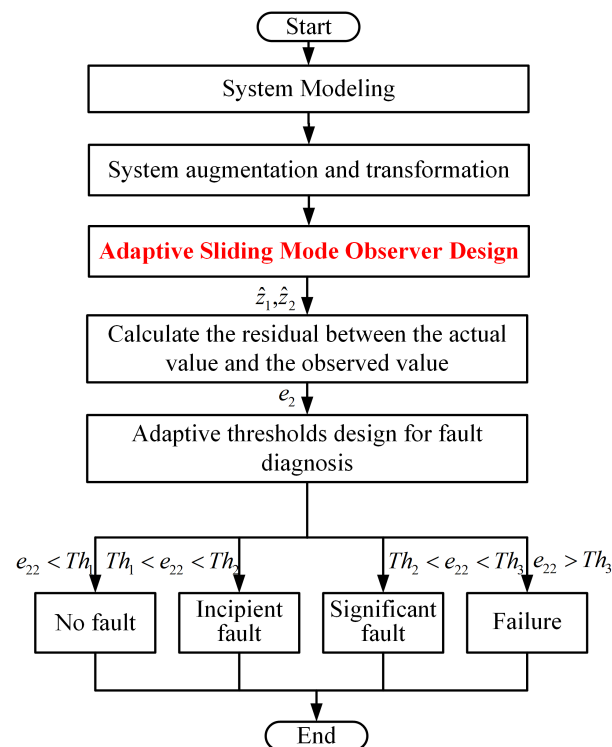 Start
System Modeling
System augmentation and transformation
Adaptive Sliding Mode Observer Design
ẑ₁,ẑ₂
Calculate the residual between the actual
value and the observed value
e₂
Adaptive thresholds design for fault
diagnosis
e₂₂ < Th₁ Th₁ < e₂₂ < Th₂ Th₂ < e₂₂ < Th₃ e₂₂ > Th₃
No fault
Incipient
fault
Significant
fault
Failure
End